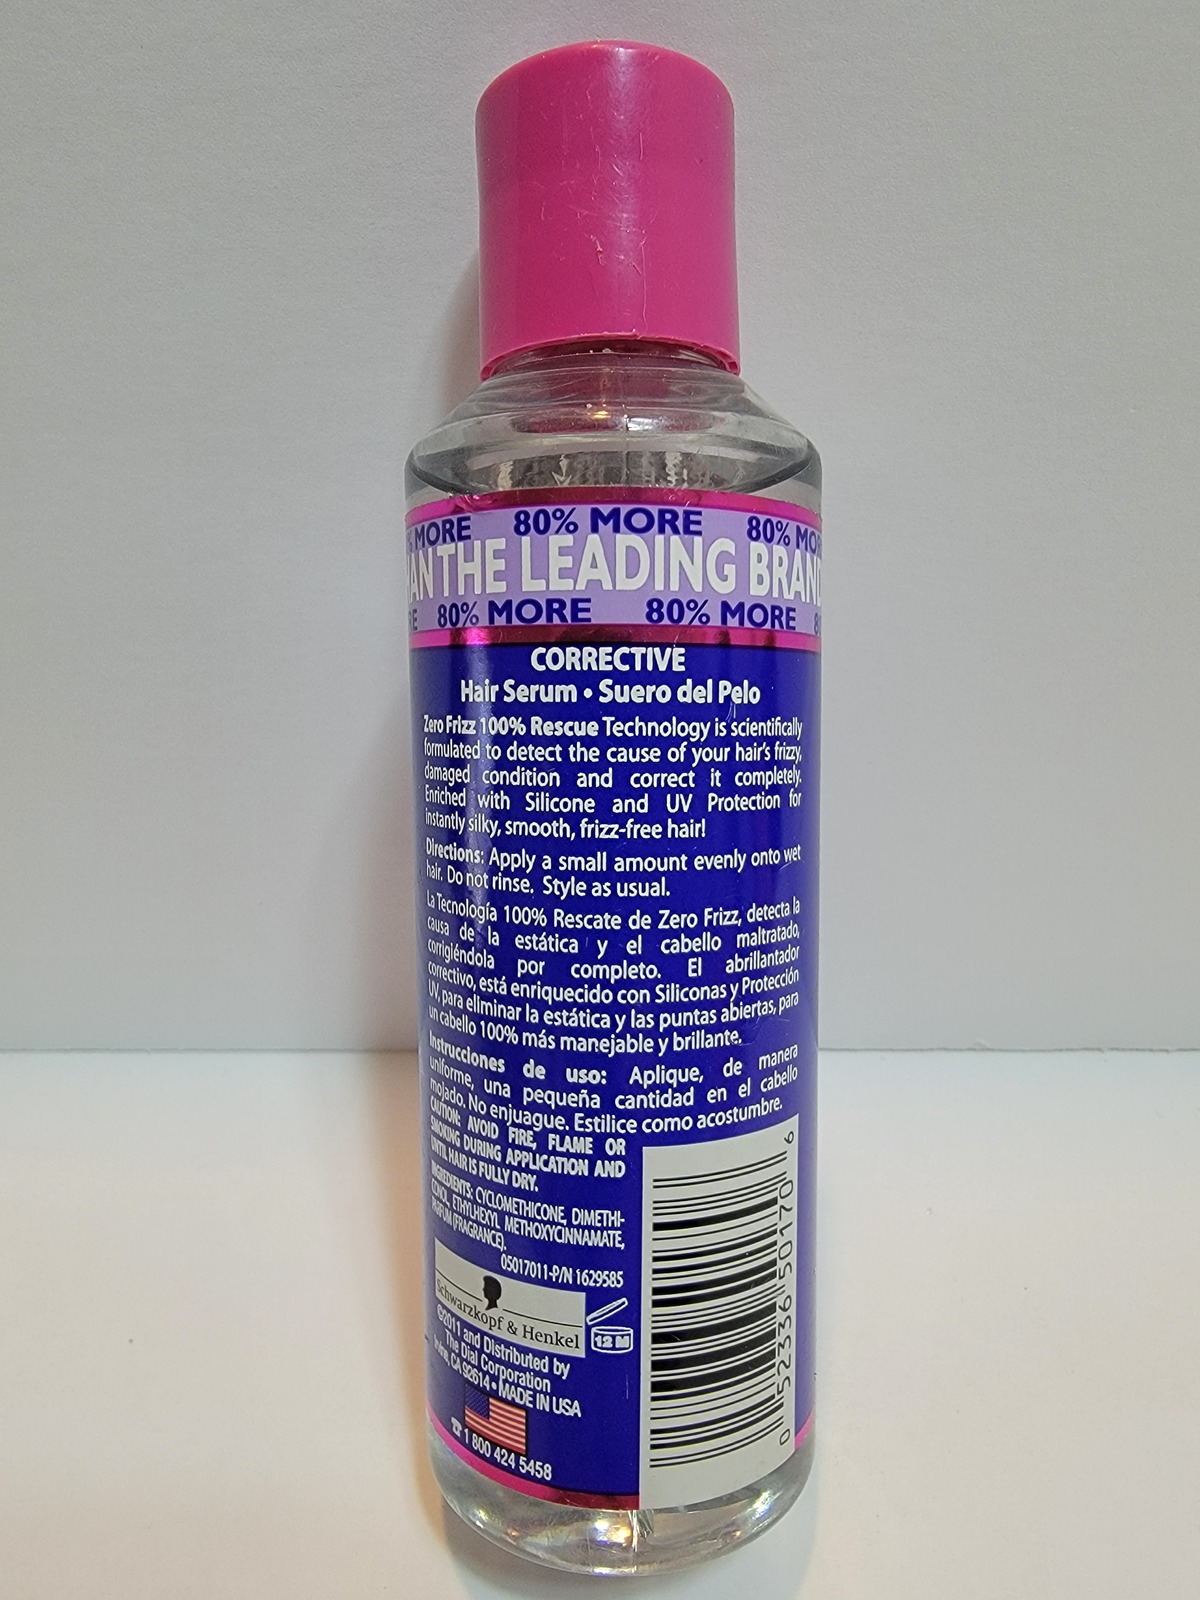 MORE 80% MORE 80% MO
THE LEADING BRAND
80% MORE 80% MORE
CORRECTIVE
Hair Serum • Suero del Pelo
Zero Frizz 100% Rescue Technology is scientifically
formulated to detect the cause of your hair's frizzy,
damaged condition and correct it completely.
Enriched with Silicone and UV Protection for
instantly silky, smooth, frizz-free hair!
Directions: Apply a small amount evenly onto wet
hair. Do not rinse. Style as usual.
La Tecnología 100% Rescate de Zero Frizz, detecta la
causa de la estática y el cabello maltratado,
corrigiéndola por completo. El abrillantador
correctivo, está enriquecido con Siliconas y Protección
UV, para eliminar la estática y las puntas abiertas, para
un cabello 100% más manejable y brillante.
Instrucciones de uso: Aplique, de manera
uniforme, una pequeña cantidad en el cabello
mojado. No enjuague. Estilice como acostumbre.
CAUTION: AVOID FIRE, FLAME OR
SMOKING DURING APPLICATION AND
UNTIL HAIR IS FULLY DRY.
INGREDIENTS: CYCLOMETHICONE, DIMETHI-
CONOL, ETHYLHEXYL METHOXYCINNAMATE,
PARFUM (FRAGRANCE).
05017011-P/N 1629585
Schwarzkopf & Henkel
12 M
©2011 and Distributed by
The Dial Corporation
Irvine, CA 92614 • MADE IN USA
☎ 1 800 424 5458
0 52336 50170 6